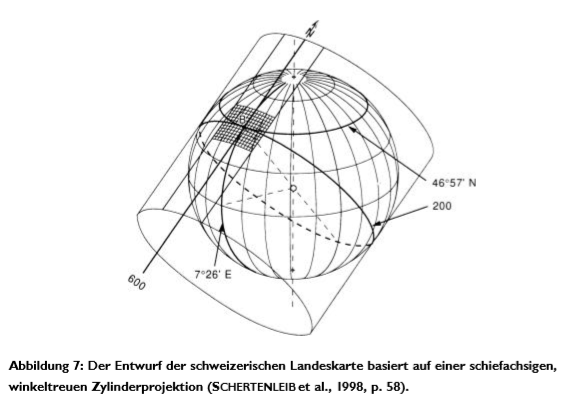 N
B
46°57' N
200
7°26' E
600
Abbildung 7: Der Entwurf der schweizerischen Landeskarte basiert auf einer schiefachsigen,
winkeltreuen Zylinderprojektion (SCHERTENLEIB et al., 1998, p. 58).